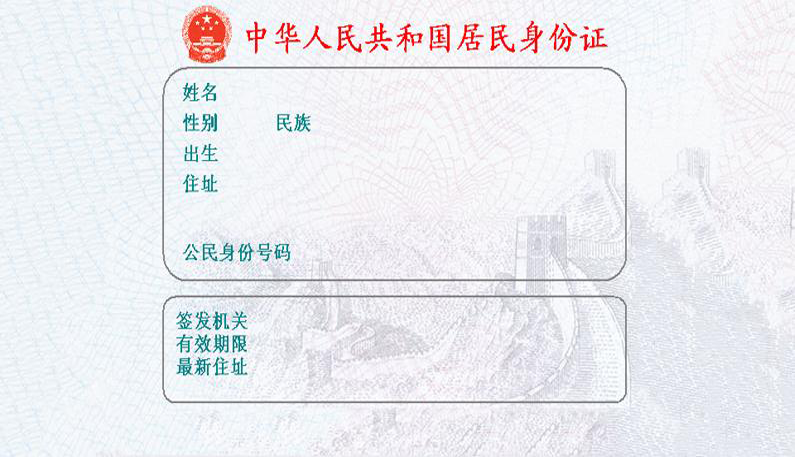 中华人民共和国居民身份证
姓名
性别 民族
出生
住址
公民身份号码
签发机关
有效期限
最新住址